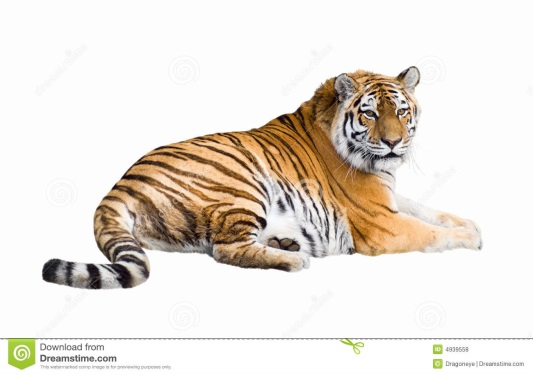 Download from
Dreamstime.com
This watermarked comp image is for previewing purposes only.
4939558
Dragoneye | Dreamstime.com